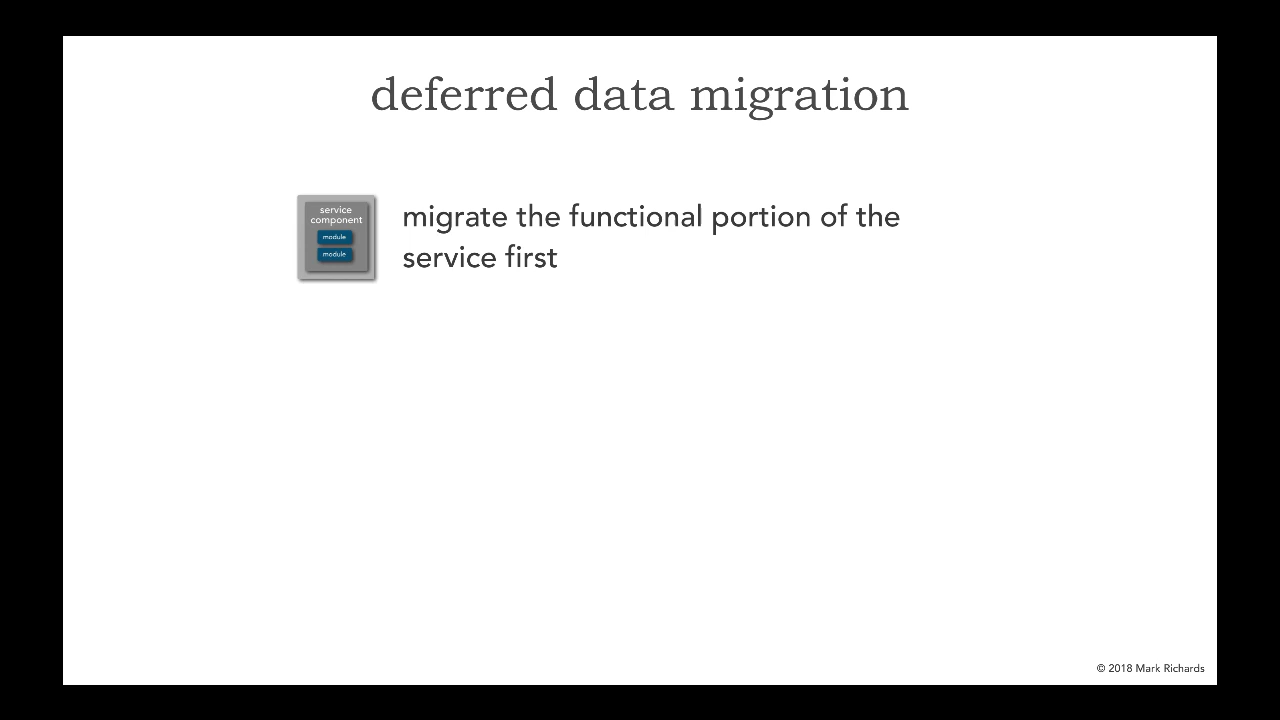 deferred data migration
service
component
module
module
migrate the functional portion of the
service first
© 2018 Mark Richards